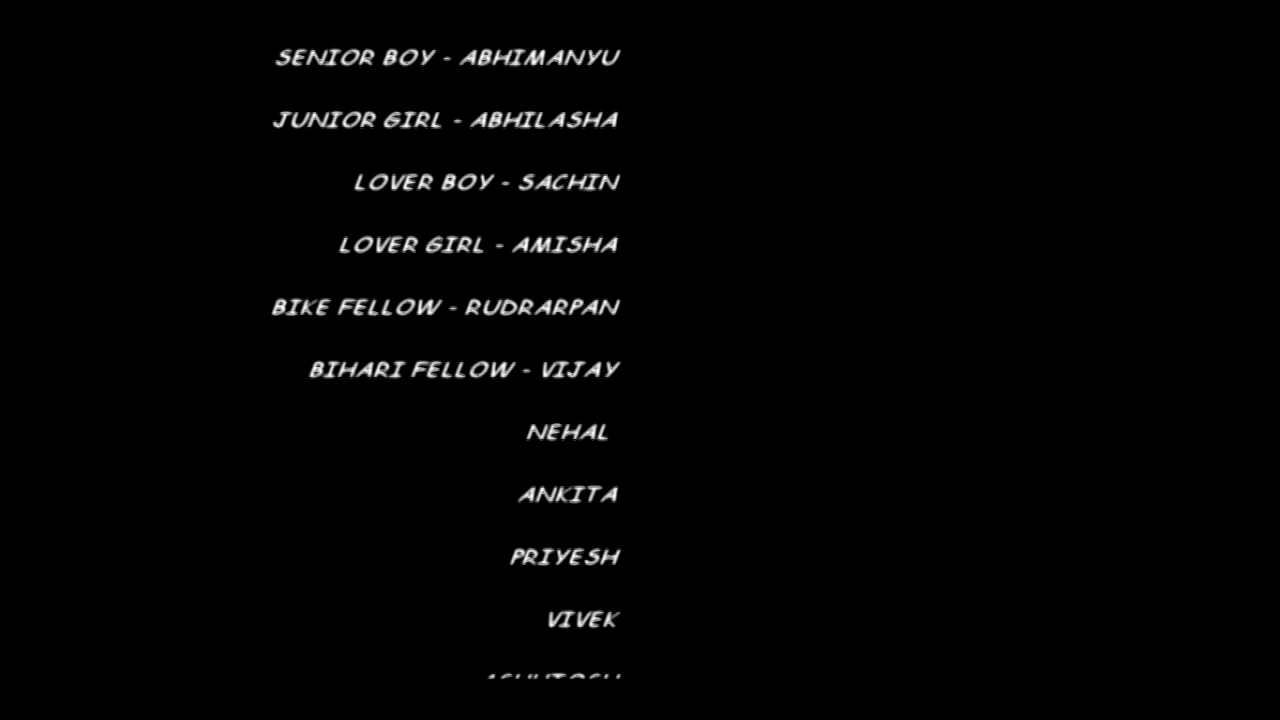 SENIOR BOY - ABHIMANYU
JUNIOR GIRL - ABHILASHA
LOVER BOY - SACHIN
LOVER GIRL - AMISHA
BIKE FELLOW - RUDRARPAN
BIHARI FELLOW - VIJAY
NEHAL
ANKITA
PRIYESH
VIVEK